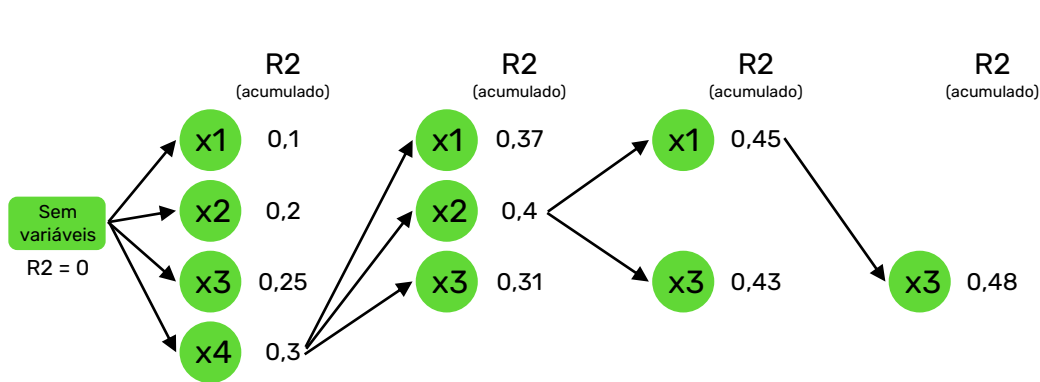 R2 R2 R2 R2
(acumulado) (acumulado) (acumulado) (acumulado)
x1 0,1 x1 0,37 x1 0,45
Sem
variáveis
R2 = 0
x2 0,2 x2 0,4
x3 0,25 x3 0,31 x3 0,43 x3 0,48
x4 0,3